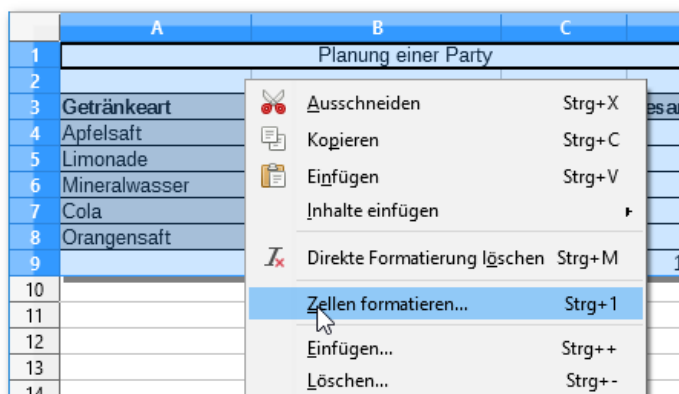 A B C
1 Planung einer Party
2
3 Getränkeart
4 Apfelsaft
5 Limonade
6 Mineralwasser
7 Cola
8 Orangensaft
9 1
10
11
12
13
14
Ausschneiden Strg+X
Kopieren Strg+C
Einfügen Strg+V
Inhalte einfügen
Direkte Formatierung löschen Strg+M
Zellen formatieren... Strg+1
Einfügen... Strg++
Löschen... Strg+-